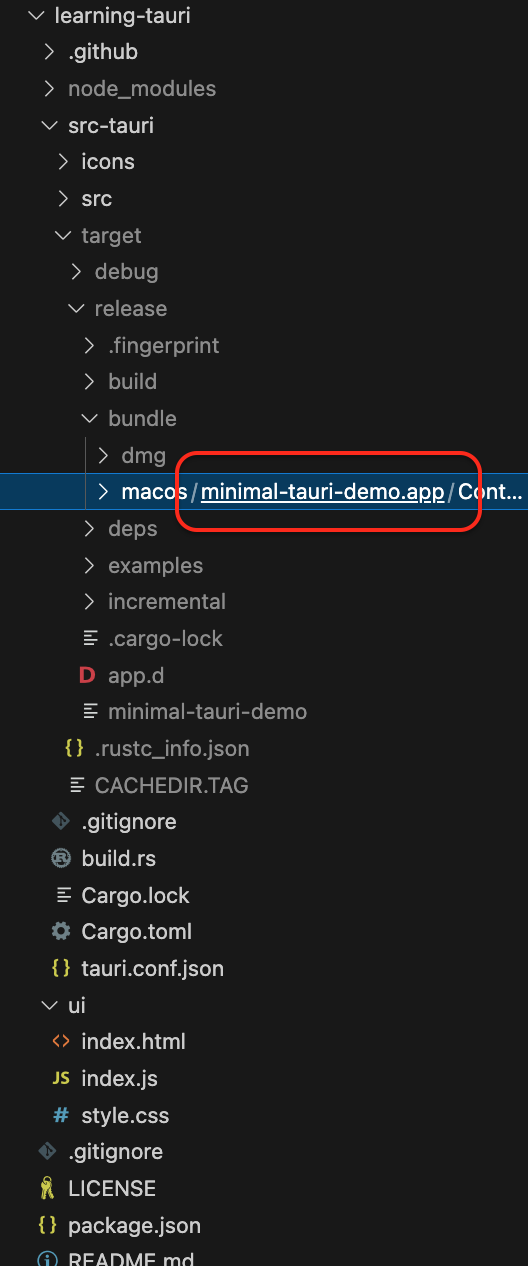 learning-tauri
.github
node_modules
src-tauri
icons
src
target
debug
release
.fingerprint
build
bundle
dmg
macos/minimal-tauri-demo.app/Cont...
deps
examples
incremental
.cargo-lock
D app.d
minimal-tauri-demo
{} .rustc_info.json
CACHEDIR.TAG
.gitignore
build.rs
Cargo.lock
Cargo.toml
{} tauri.conf.json
ui
<> index.html
JS index.js
# style.css
.gitignore
LICENSE
{} package.json
README.md